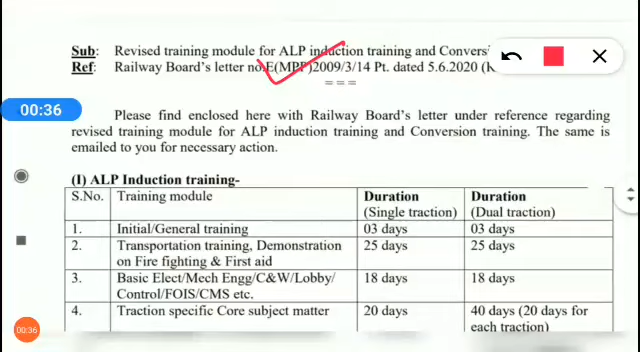 Sub: Revised training module for ALP induction training and
Ref: Railway Board's letter no.E(MPP)2009/3/14 Pt. dated 5.6.2020
===
00:36
Please find enclosed here with Railway Board's letter under reference regarding
revised training module for ALP induction training and Conversion training. The same is
emailed to you for necessary action.
(I) ALP Induction training-
S.No. Training module Duration (Single traction) Duration (Dual traction)
1. Initial/General training 03 days 03 days
2. Transportation training, Demonstration on Fire fighting & First aid 25 days 25 days
3. Basic Elect/Mech Engg/C&W/Lobby/ Control/FOIS/CMS etc. 18 days 18 days
4. Traction specific Core subject matter 20 days 40 days (20 days for each traction)
00:36